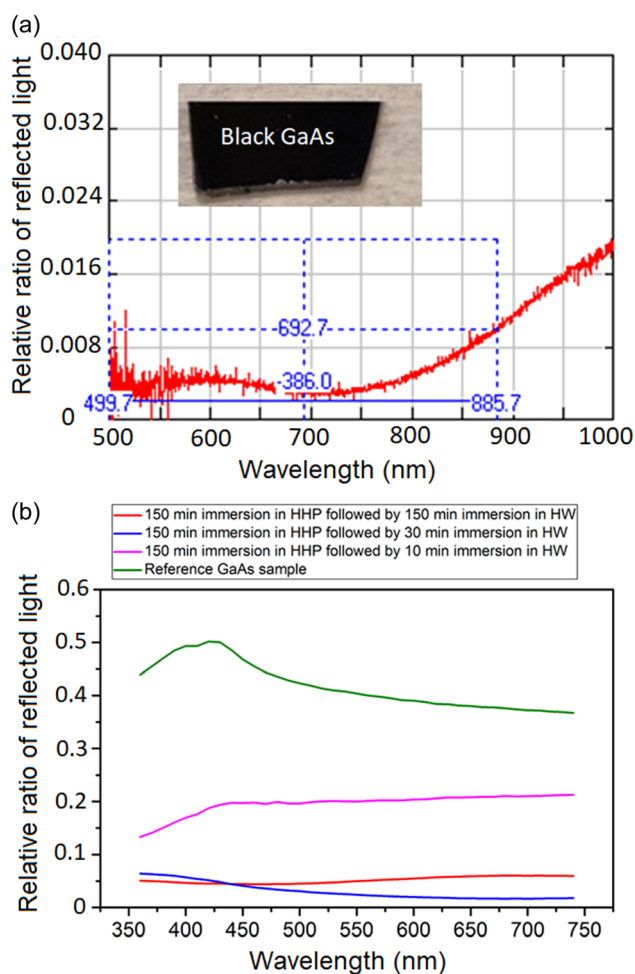 (a)
Relative ratio of reflected light
0.040
0.032
0.024
0.016
0.008
0
Black GaAs
692.7
-386.0
499.7
885.7
500
600
700
800
900
1000
Wavelength (nm)
(b)
150 min immersion in HHP followed by 150 min immersion in HW
150 min immersion in HHP followed by 30 min immersion in HW
150 min immersion in HHP followed by 10 min immersion in HW
Reference GaAs sample
Relative ratio of reflected light
0.6
0.5
0.4
0.3
0.2
0.1
0
350
400
450
500
550
600
650
700
750
Wavelength (nm)